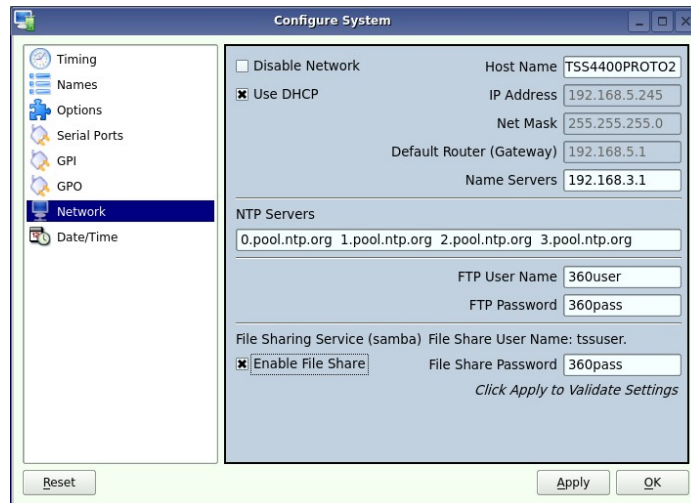 Configure System
Timing
Names
Options
Serial Ports
GPI
GPO
Network
Date/Time
Disable Network
Host Name TSS4400PROTO2
Use DHCP
IP Address 192.168.5.245
Net Mask 255.255.255.0
Default Router (Gateway) 192.168.5.1
Name Servers 192.168.3.1
NTP Servers
0.pool.ntp.org 1.pool.ntp.org 2.pool.ntp.org 3.pool.ntp.org
FTP User Name 360user
FTP Password 360pass
File Sharing Service (samba) File Share User Name: tssuser.
Enable File Share
File Share Password 360pass
Click Apply to Validate Settings
Reset
Apply
OK